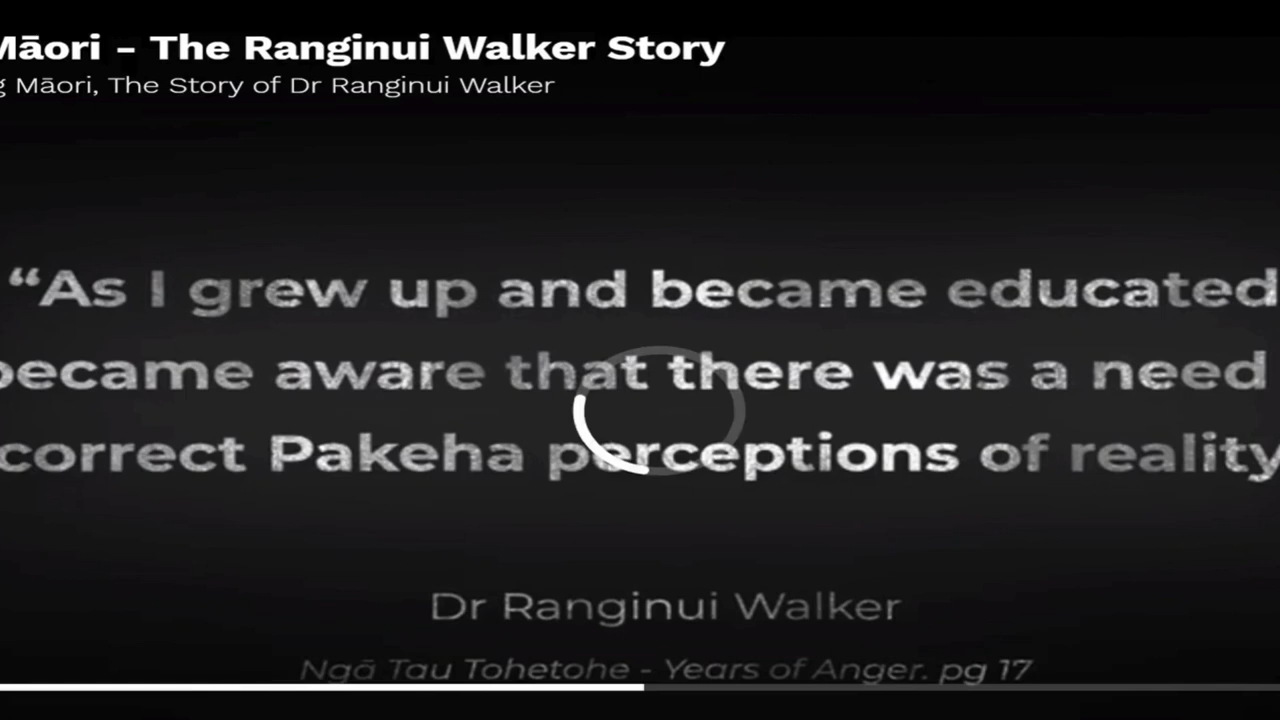 Māori – The Ranginui Walker Story
g Māori, The Story of Dr Ranginui Walker
“As I grew up and became educated
became aware that there was a need
correct Pakeha perceptions of reality
Dr Ranginui Walker
Ngā Tau Tohetohe - Years of Anger. pg 17